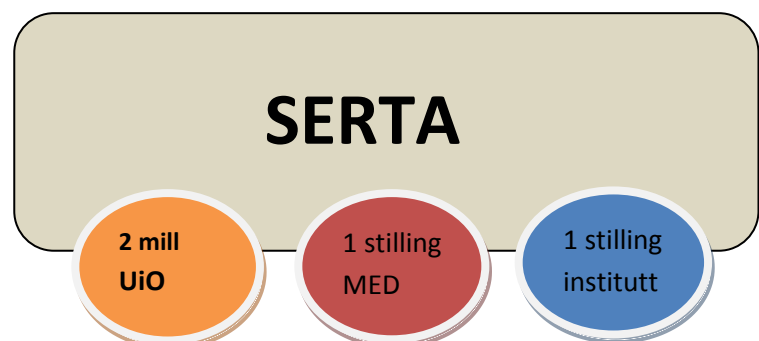 SERTA
2 mill
UiO
1 stilling
MED
1 stilling
institutt